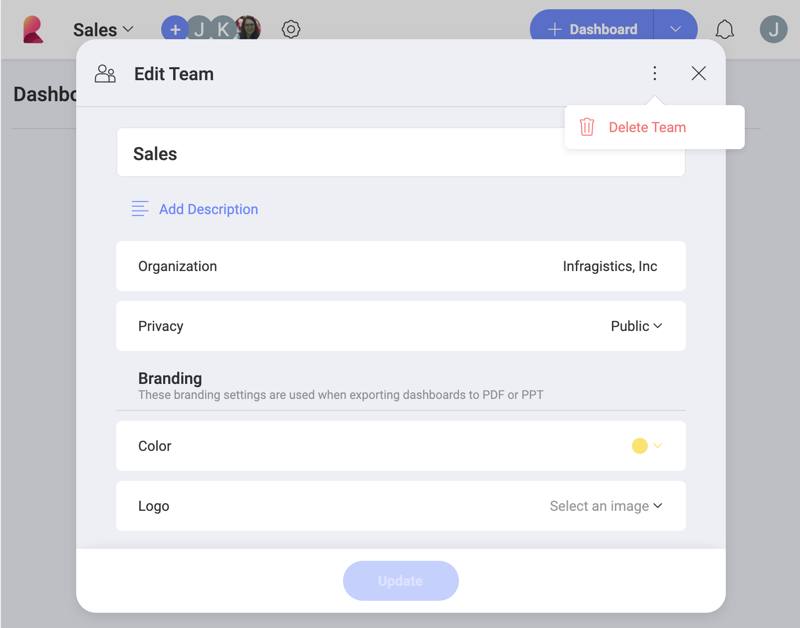 Sales
+ J K
+ Dashboard
J
Dashbo
Edit Team
Delete Team
Sales
Add Description
Organization
Infragistics, Inc
Privacy
Public
Branding
These branding settings are used when exporting dashboards to PDF or PPT
Color
Logo
Select an image
Update